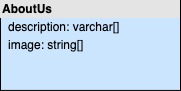 AboutUs
description: varchar[]
image: string[]